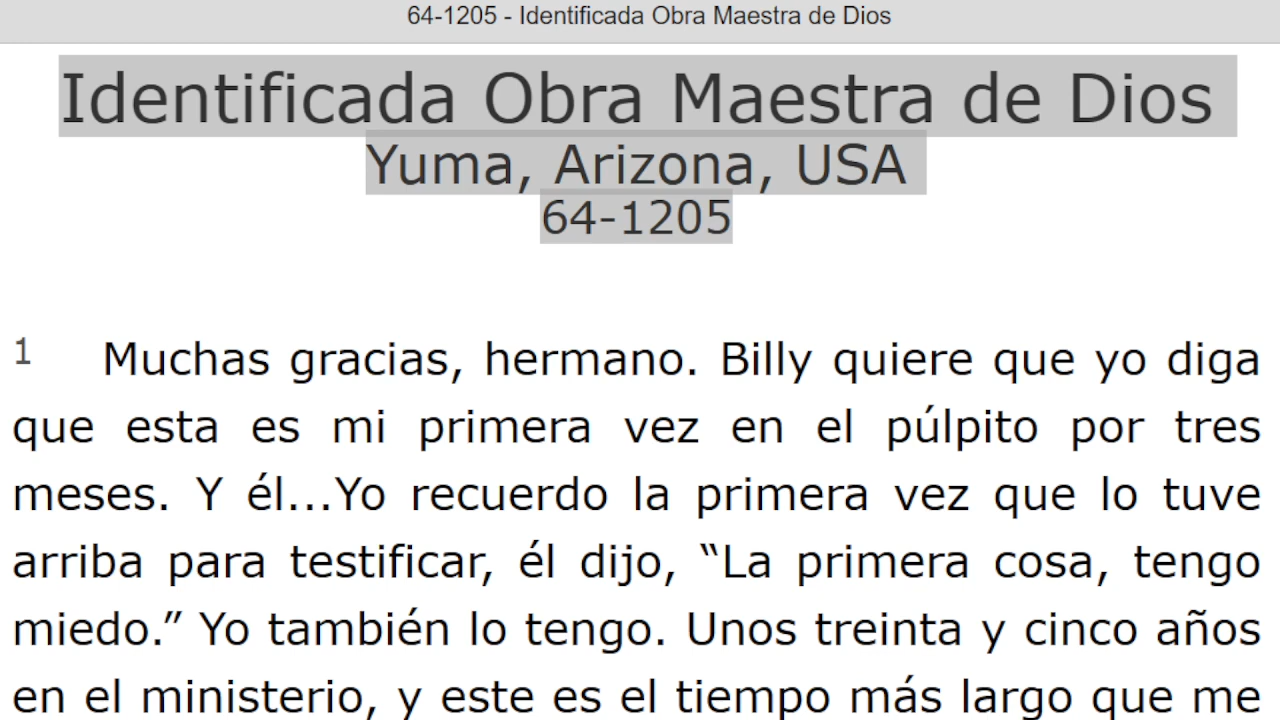 64-1205 - Identificada Obra Maestra de Dios
Identificada Obra Maestra de Dios
Yuma, Arizona, USA
64-1205
1 Muchas gracias, hermano. Billy quiere que yo diga
que esta es mi primera vez en el púlpito por tres
meses. Y él...Yo recuerdo la primera vez que lo tuve
arriba para testificar, él dijo, “La primera cosa, tengo
miedo.” Yo también lo tengo. Unos treinta y cinco años
en el ministerio, y este es el tiempo más largo que me